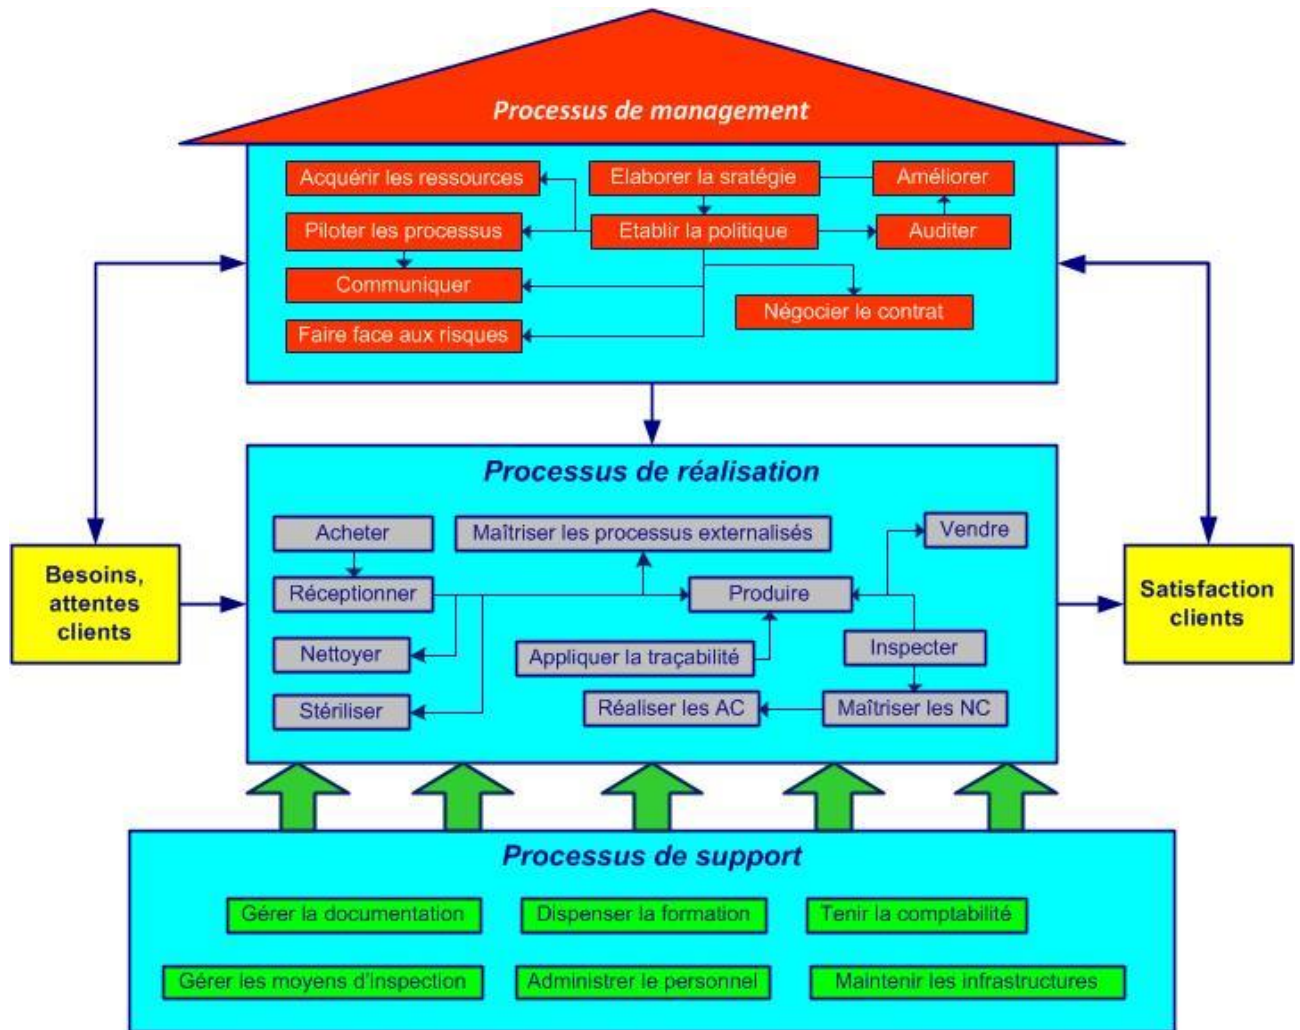 Processus de management
Acquérir les ressources
Elaborer la sratégie
Améliorer
Piloter les processus
Etablir la politique
Auditer
Communiquer
Négocier le contrat
Faire face aux risques
Processus de réalisation
Acheter
Maîtriser les processus externalisés
Vendre
Besoins,
attentes
clients
Réceptionner
Produire
Satisfaction
clients
Nettoyer
Appliquer la traçabilité
Inspecter
Stériliser
Réaliser les AC
Maîtriser les NC
Processus de support
Gérer la documentation
Dispenser la formation
Tenir la comptabilité
Gérer les moyens d'inspection
Administrer le personnel
Maintenir les infrastructures